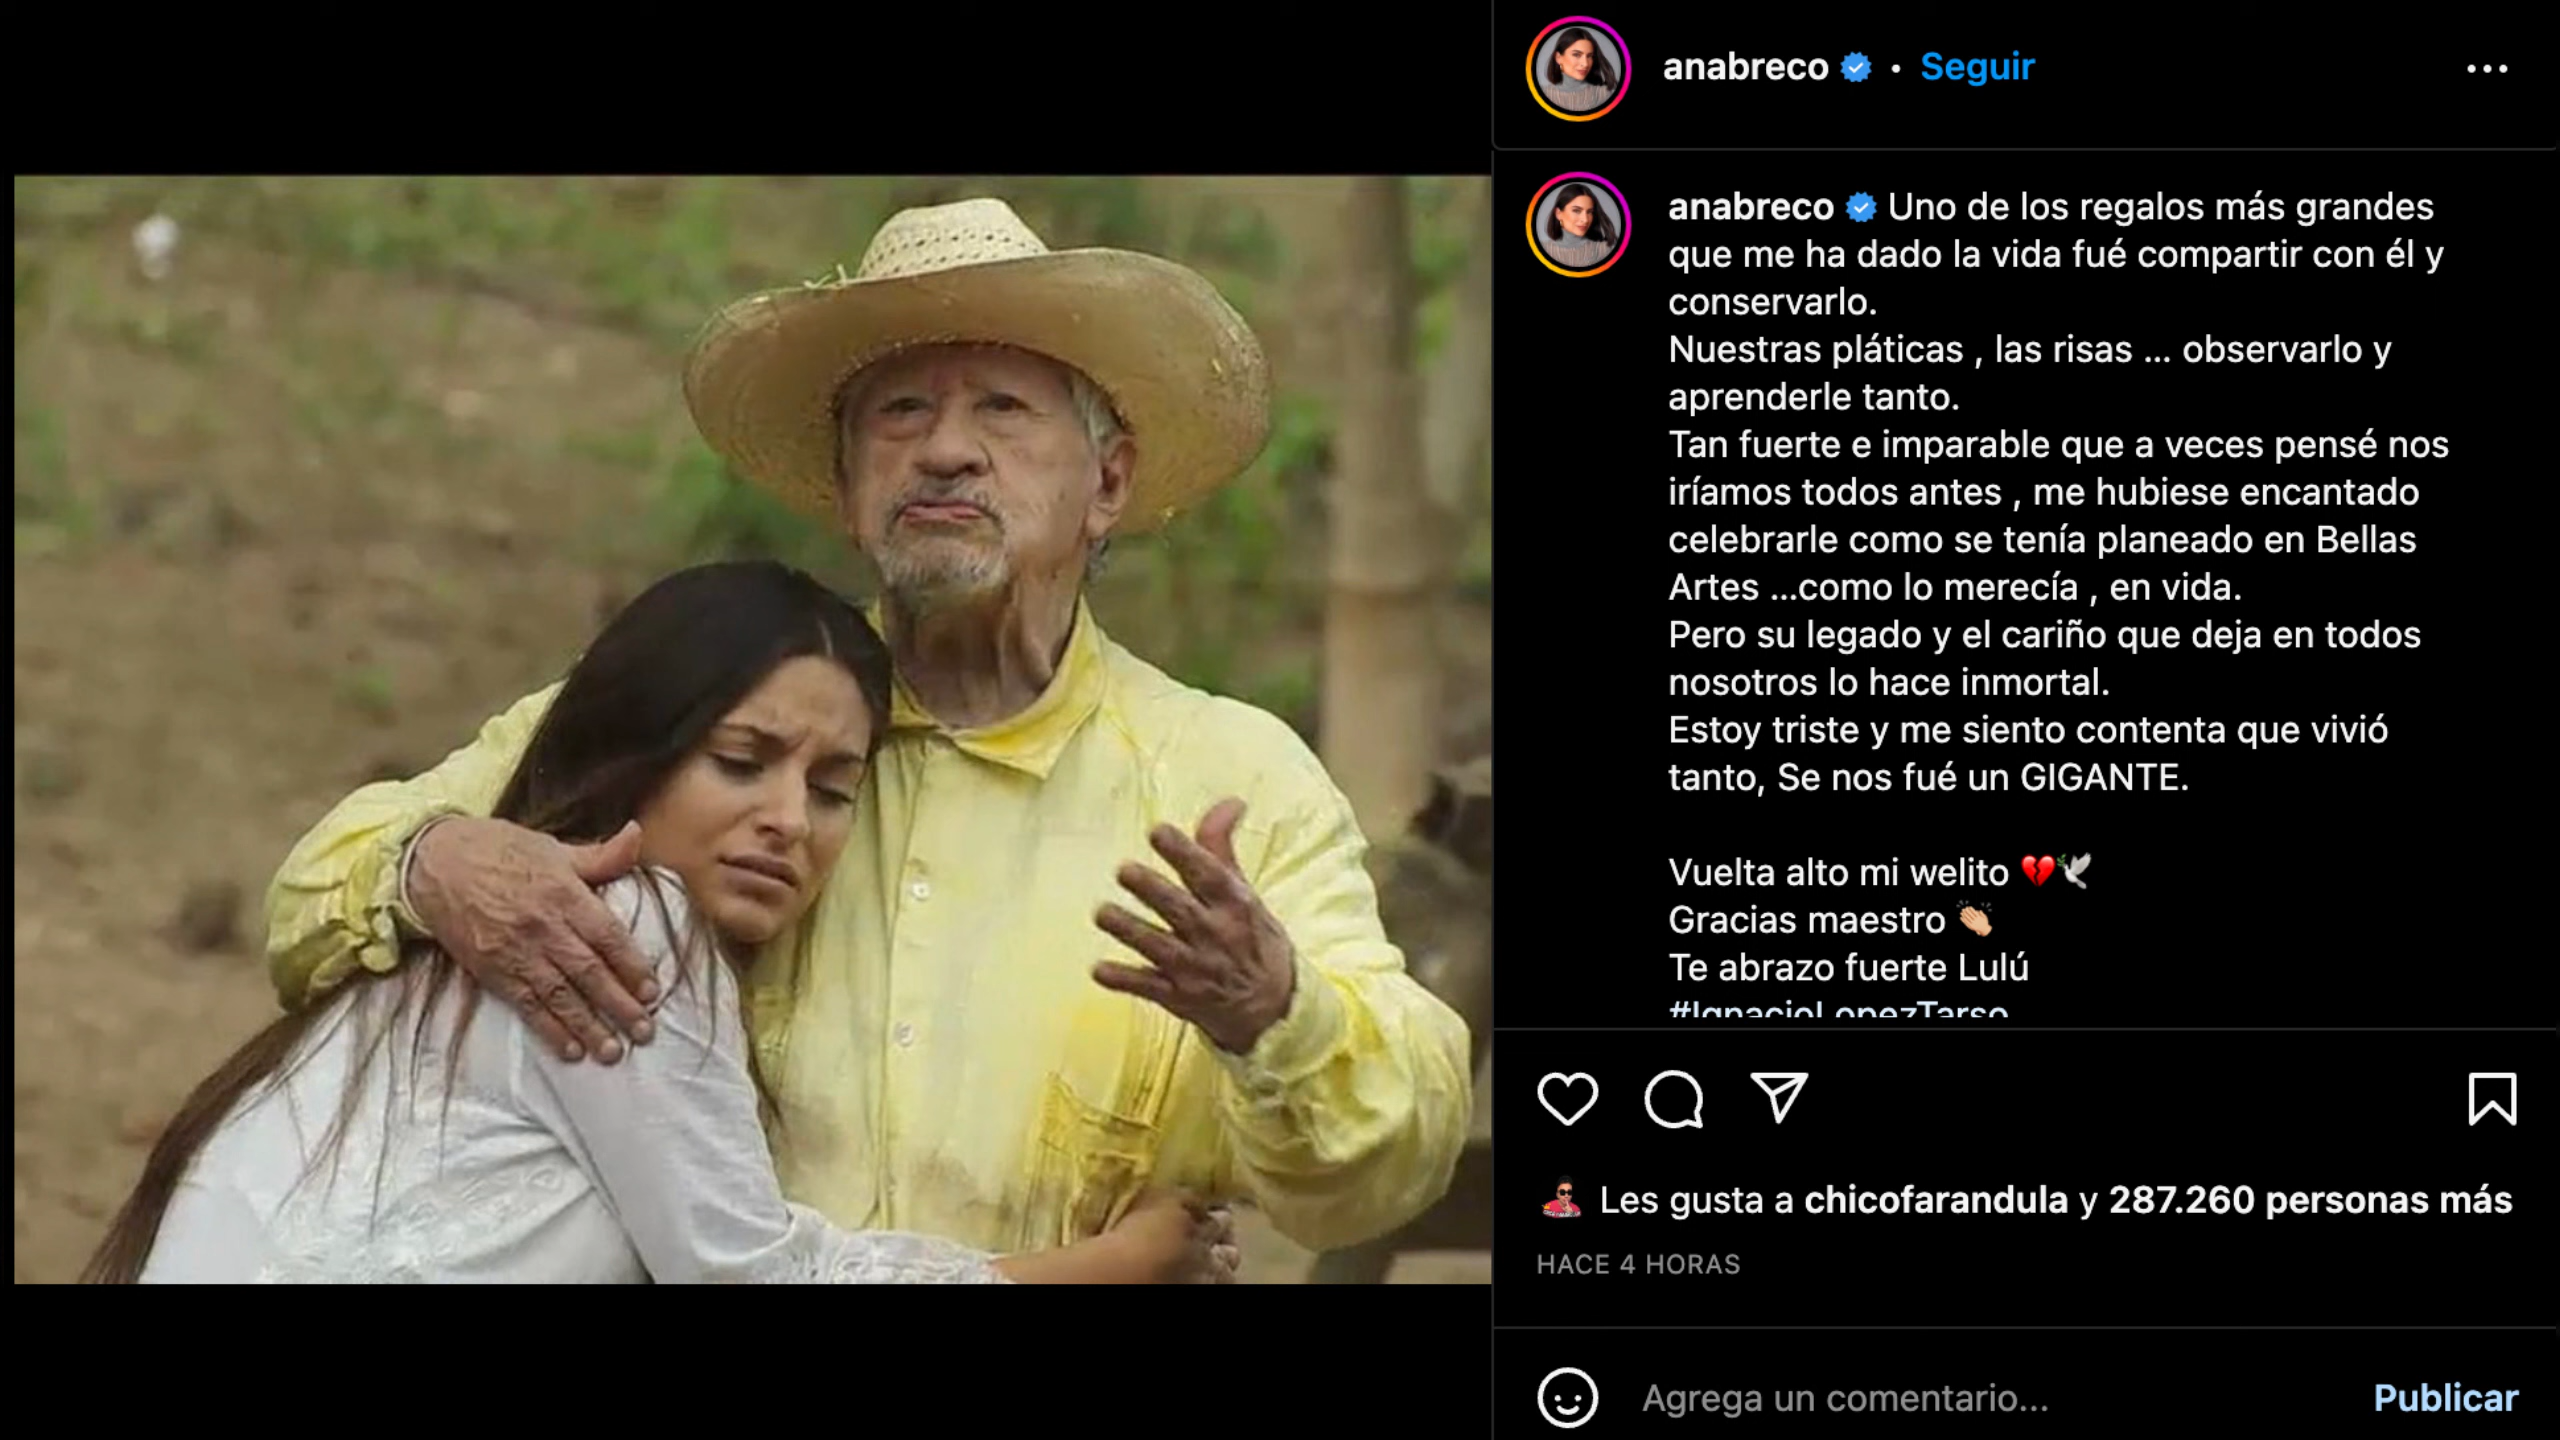 anabreco • Seguir
anabreco Uno de los regalos más grandes
que me ha dado la vida fué compartir con él y
conservarlo.
Nuestras pláticas , las risas ... observarlo y
aprenderle tanto.
Tan fuerte e imparable que a veces pensé nos
iríamos todos antes , me hubiese encantado
celebrarle como se tenía planeado en Bellas
Artes ...como lo merecía , en vida.
Pero su legado y el cariño que deja en todos
nosotros lo hace inmortal.
Estoy triste y me siento contenta que vivió
tanto, Se nos fué un GIGANTE.
Vuelta alto mi welito 💔🕊
Gracias maestro 👏🏼
Te abrazo fuerte Lulú
#IgnacioLopezTarso
Les gusta a chicofarandula y 287.260 personas más
HACE 4 HORAS
Agrega un comentario...
Publicar